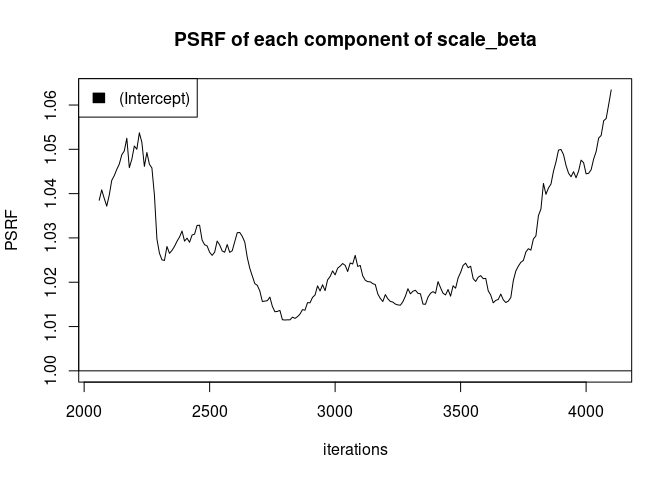 PSRF of each component of scale_beta
(Intercept)
PSRF
1.06
1.05
1.04
1.03
1.02
1.01
1.00
2000 2500 3000 3500 4000
iterations